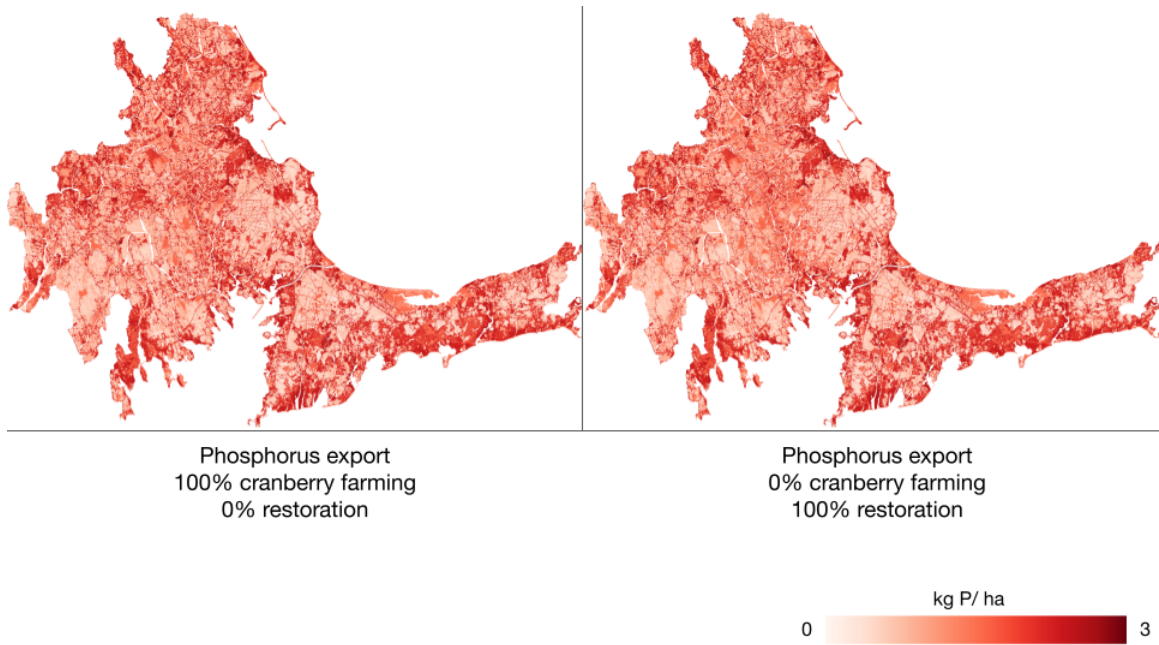 Phosphorus export
100% cranberry farming
0% restoration
Phosphorus export
0% cranberry farming
100% restoration
kg P/ ha
0
3